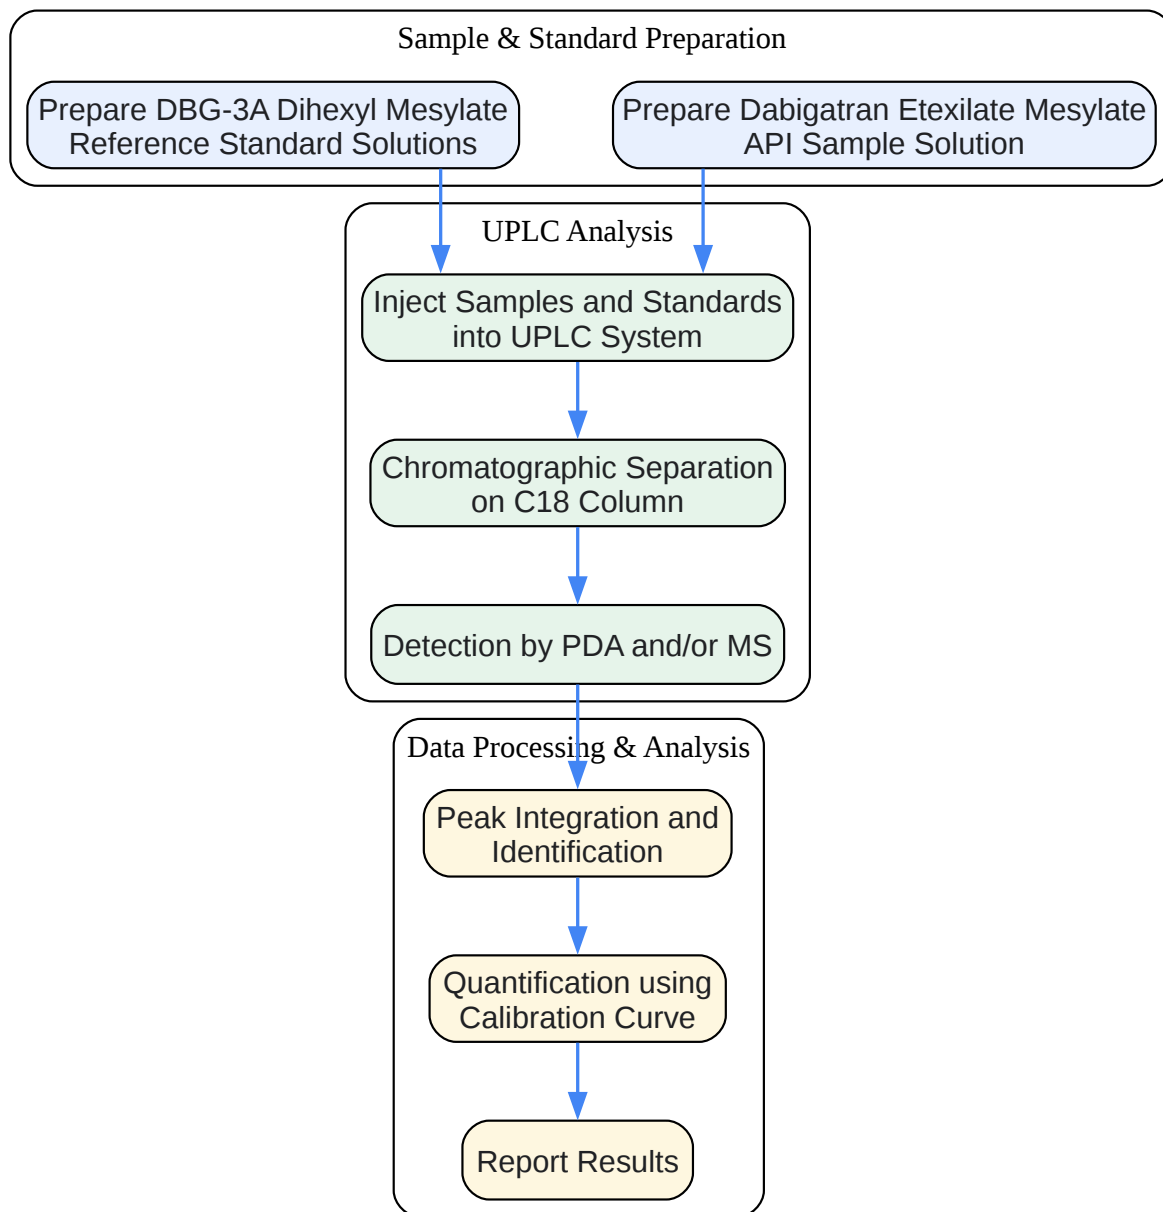 Sample & Standard Preparation
Prepare DBG-3A Dihexyl Mesylate
Reference Standard Solutions
Prepare Dabigatran Etexilate Mesylate
API Sample Solution
UPLC Analysis
Inject Samples and Standards
into UPLC System
Chromatographic Separation
on C18 Column
Detection by PDA and/or MS
Data Processing & Analysis
Peak Integration and
Identification
Quantification using
Calibration Curve
Report Results